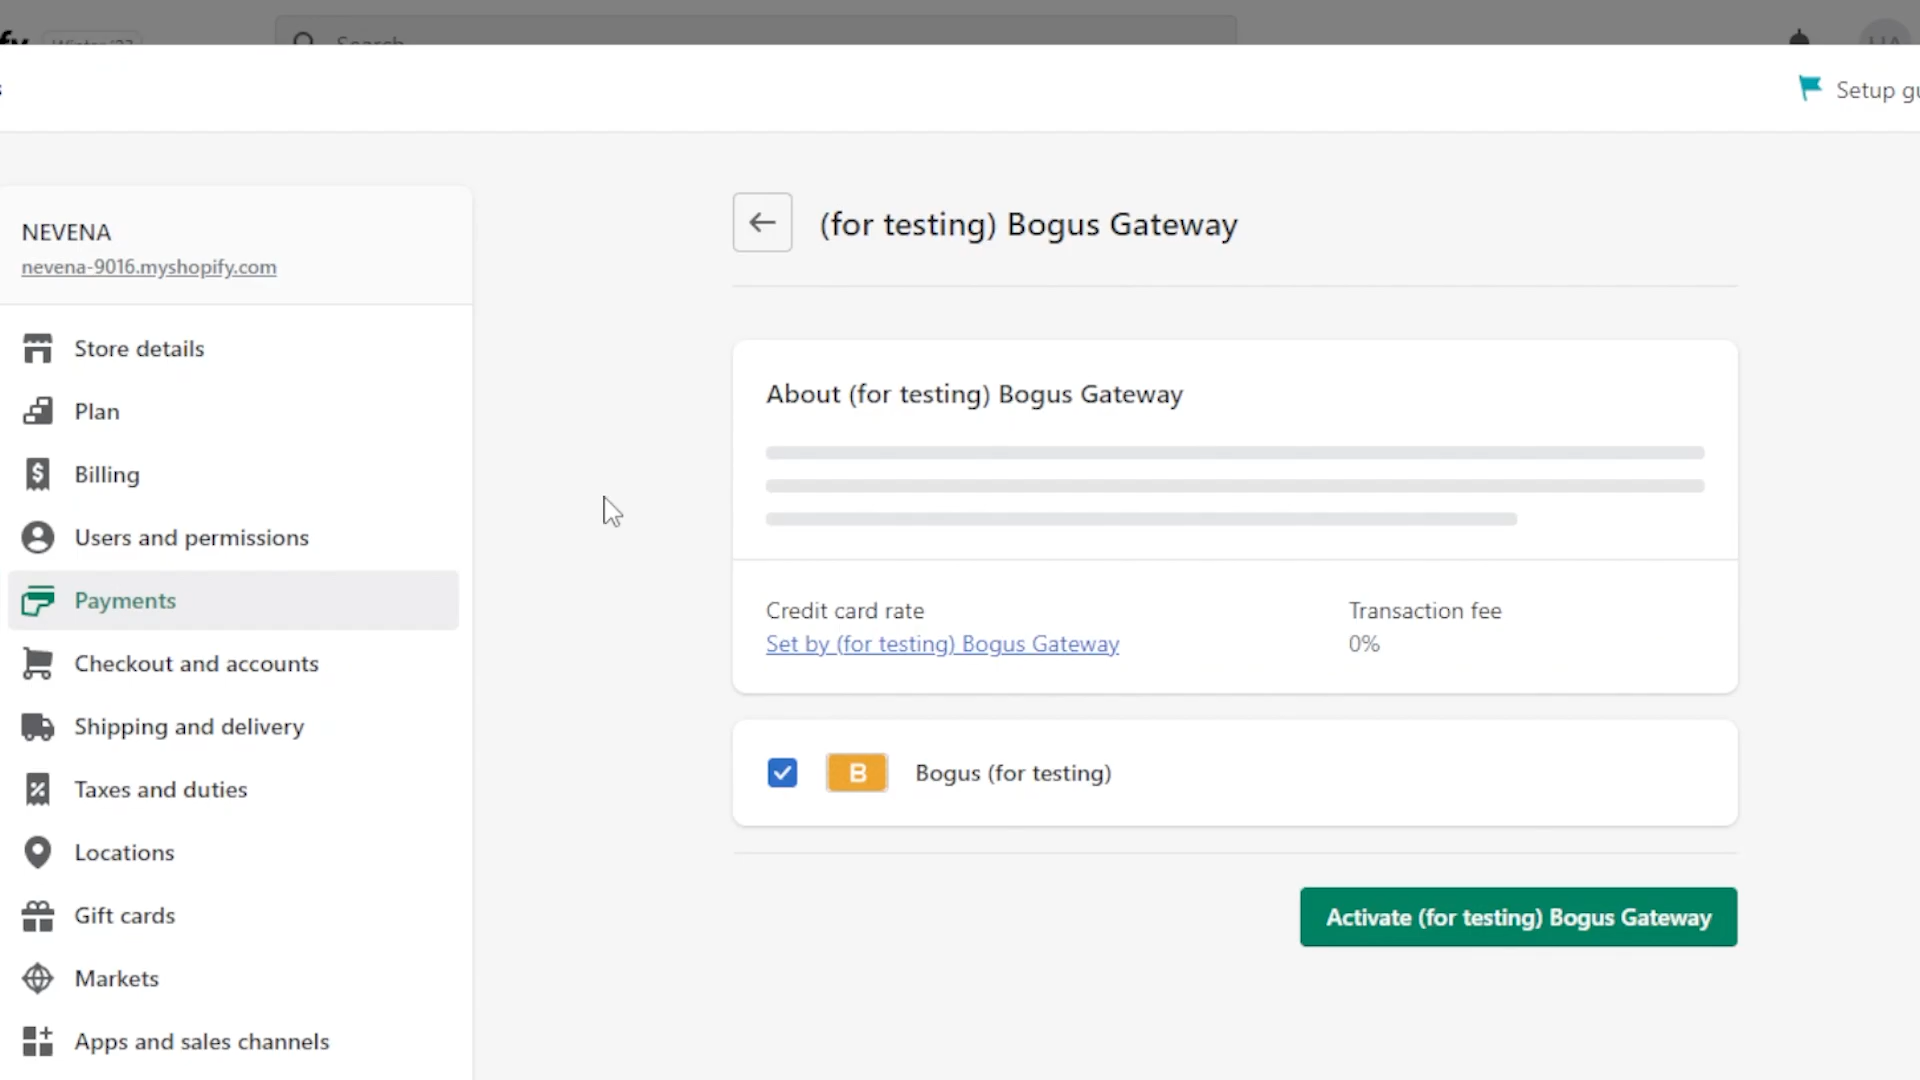 Search
Setup
NEVENA
nevena-9016.myshopify.com
Store details
Plan
Billing
Users and permissions
Payments
Checkout and accounts
Shipping and delivery
Taxes and duties
Locations
Gift cards
Markets
Apps and sales channels
(for testing) Bogus Gateway
About (for testing) Bogus Gateway
Credit card rate
Set by (for testing) Bogus Gateway
Transaction fee
0%
B
Bogus (for testing)
Activate (for testing) Bogus Gateway